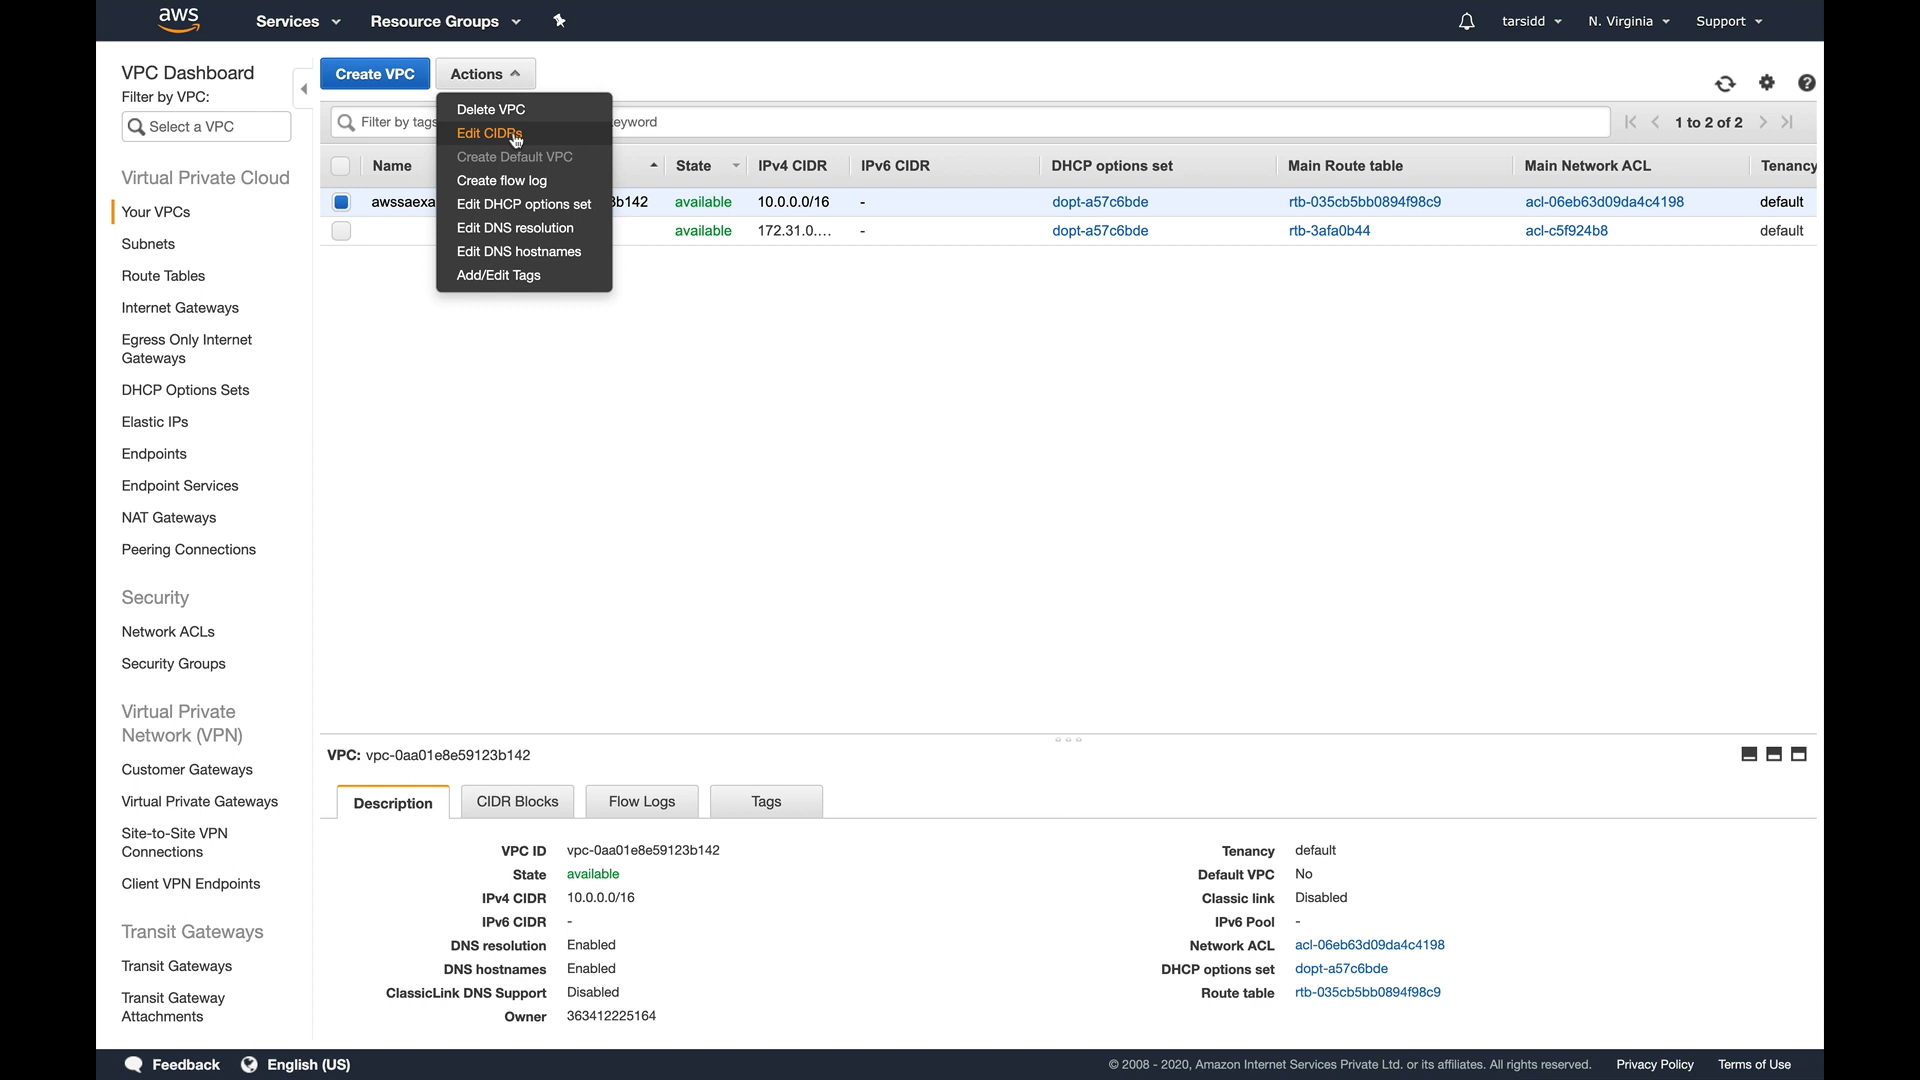 aws
Services
Resource Groups
tarsidd
N. Virginia
Support
VPC Dashboard
Filter by VPC:
Select a VPC
Virtual Private Cloud
Your VPCs
Subnets
Route Tables
Internet Gateways
Egress Only Internet
Gateways
DHCP Options Sets
Elastic IPs
Endpoints
Endpoint Services
NAT Gateways
Peering Connections
Security
Network ACLs
Security Groups
Virtual Private
Network (VPN)
Customer Gateways
Virtual Private Gateways
Site-to-Site VPN
Connections
Client VPN Endpoints
Transit Gateways
Transit Gateways
Transit Gateway
Attachments
Create VPC
Actions
Delete VPC
Edit CIDRs
Create Default VPC
Create flow log
Edit DHCP options set
Edit DNS resolution
Edit DNS hostnames
Add/Edit Tags
Filter by tags eyword
1 to 2 of 2
Name State IPv4 CIDR IPv6 CIDR DHCP options set Main Route table Main Network ACL Tenancy
awssaexa 3b142 available 10.0.0.0/16 - dopt-a57c6bde rtb-035cb5bb0894f98c9 acl-06eb63d09da4c4198 default
available 172.31.0.... - dopt-a57c6bde rtb-3afa0b44 acl-c5f924b8 default
VPC: vpc-0aa01e8e59123b142
Description
CIDR Blocks
Flow Logs
Tags
VPC ID vpc-0aa01e8e59123b142
State available
IPv4 CIDR 10.0.0.0/16
IPv6 CIDR -
DNS resolution Enabled
DNS hostnames Enabled
ClassicLink DNS Support Disabled
Owner 363412225164
Tenancy default
Default VPC No
Classic link Disabled
IPv6 Pool -
Network ACL acl-06eb63d09da4c4198
DHCP options set dopt-a57c6bde
Route table rtb-035cb5bb0894f98c9
Feedback
English (US)
© 2008 - 2020, Amazon Internet Services Private Ltd. or its affiliates. All rights reserved.
Privacy Policy
Terms of Use